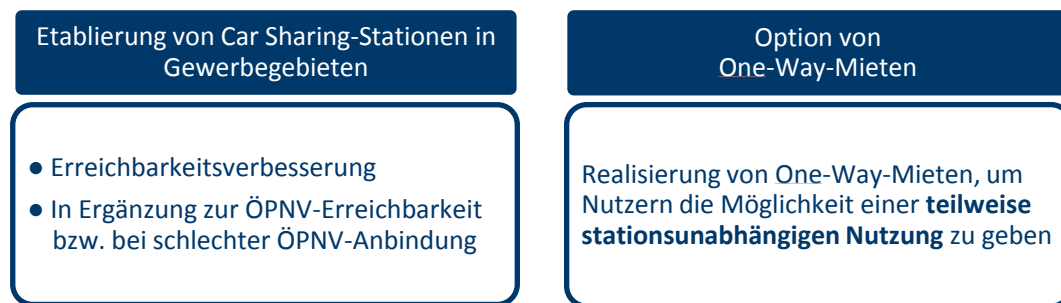 Etablierung von Car Sharing-Stationen in
Gewerbegebieten
● Erreichbarkeitsverbesserung
● In Ergänzung zur ÖPNV-Erreichbarkeit
bzw. bei schlechter ÖPNV-Anbindung
Option von
One-Way-Mieten
Realisierung von One-Way-Mieten, um
Nutzern die Möglichkeit einer teilweise
stationsunabhängigen Nutzung zu geben